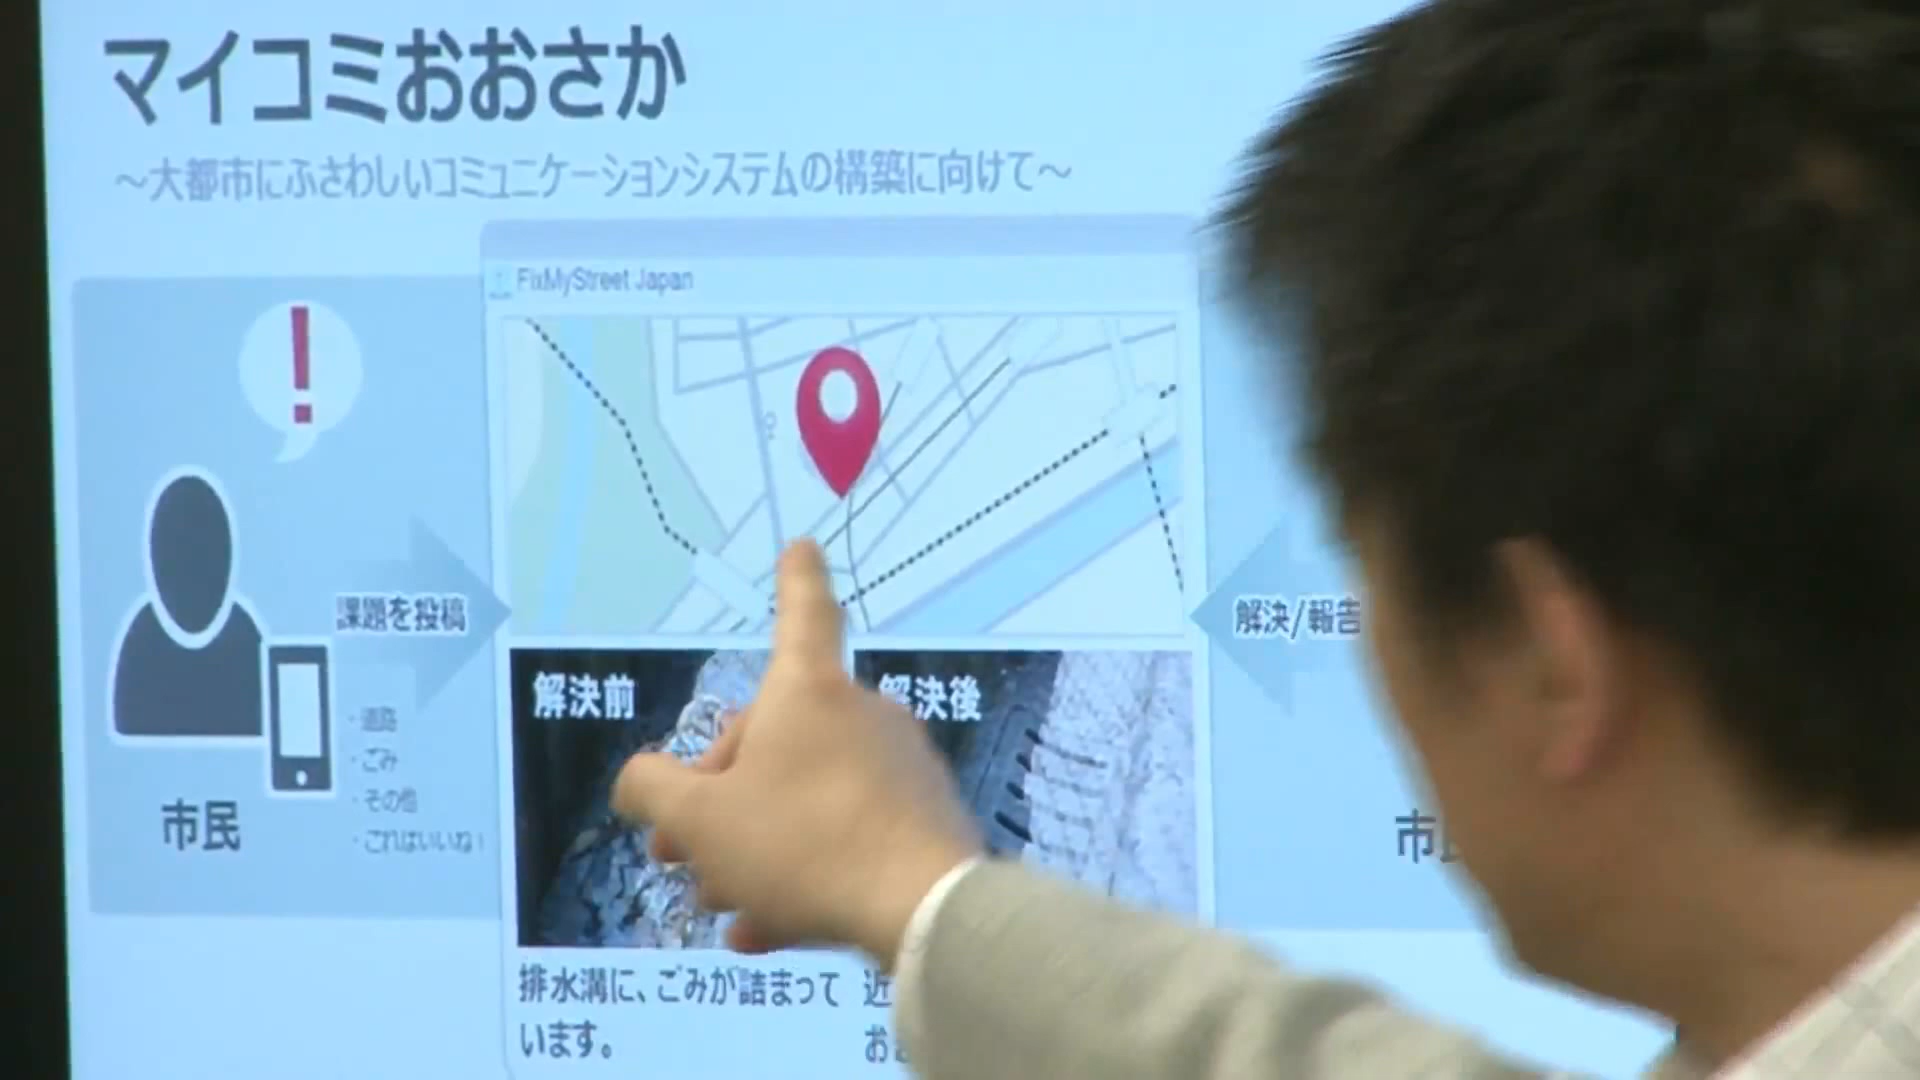 マイコミおおさか
～大都市にふさわしいコミュニケーションシステムの構築に向けて～
FixMyStreet Japan
!
課題を投稿
解決/報告
解決前
解決後
・道路
・ごみ
・その他
・これはいいね!
市民
市
排水溝に、ごみが詰まって
います。
近
お